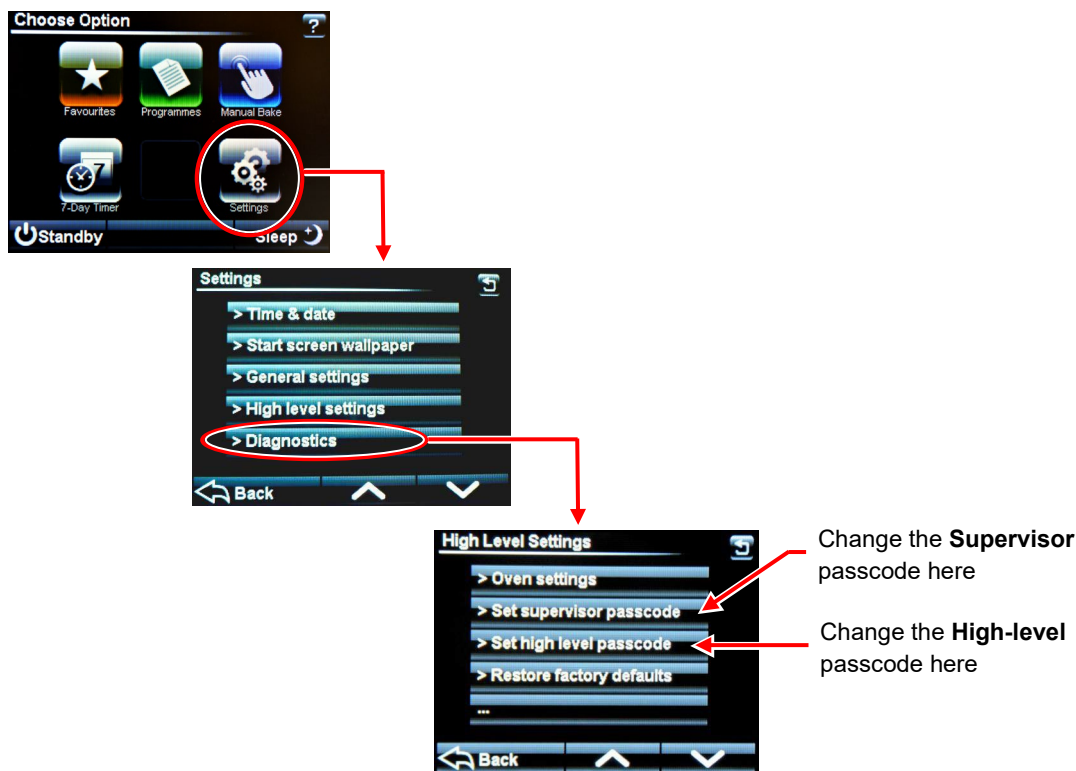 Choose Option
?
Favourites
Programmes
Manual Bake
7
7-Day Timer
Settings
Standby
Sleep
Settings
> Time & date
> Start screen wallpaper
> General settings
> High level settings
> Diagnostics
Back
High Level Settings
> Oven settings
> Set supervisor passcode
> Set high level passcode
> Restore factory defaults
...
Back
Change the Supervisor
passcode here
Change the High-level
passcode here